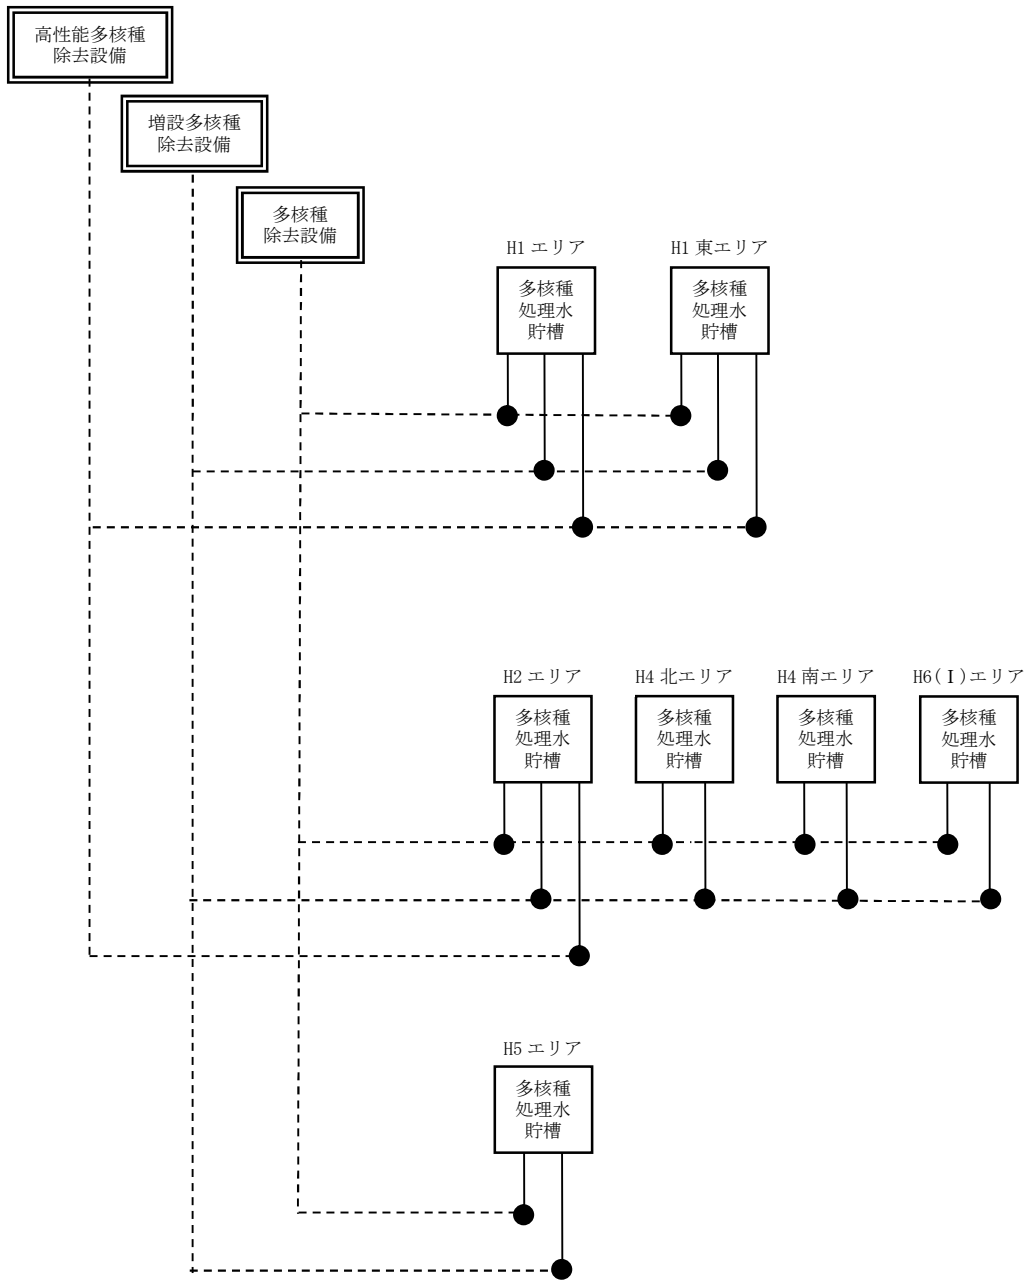 高性能多核種
除去設備
増設多核種
除去設備
多核種
除去設備
H1 エリア
多核種
処理水
貯槽
H1 東エリア
多核種
処理水
貯槽
H2 エリア
多核種
処理水
貯槽
H4 北エリア
多核種
処理水
貯槽
H4 南エリア
多核種
処理水
貯槽
H6(Ⅰ)エリア
多核種
処理水
貯槽
H5 エリア
多核種
処理水
貯槽